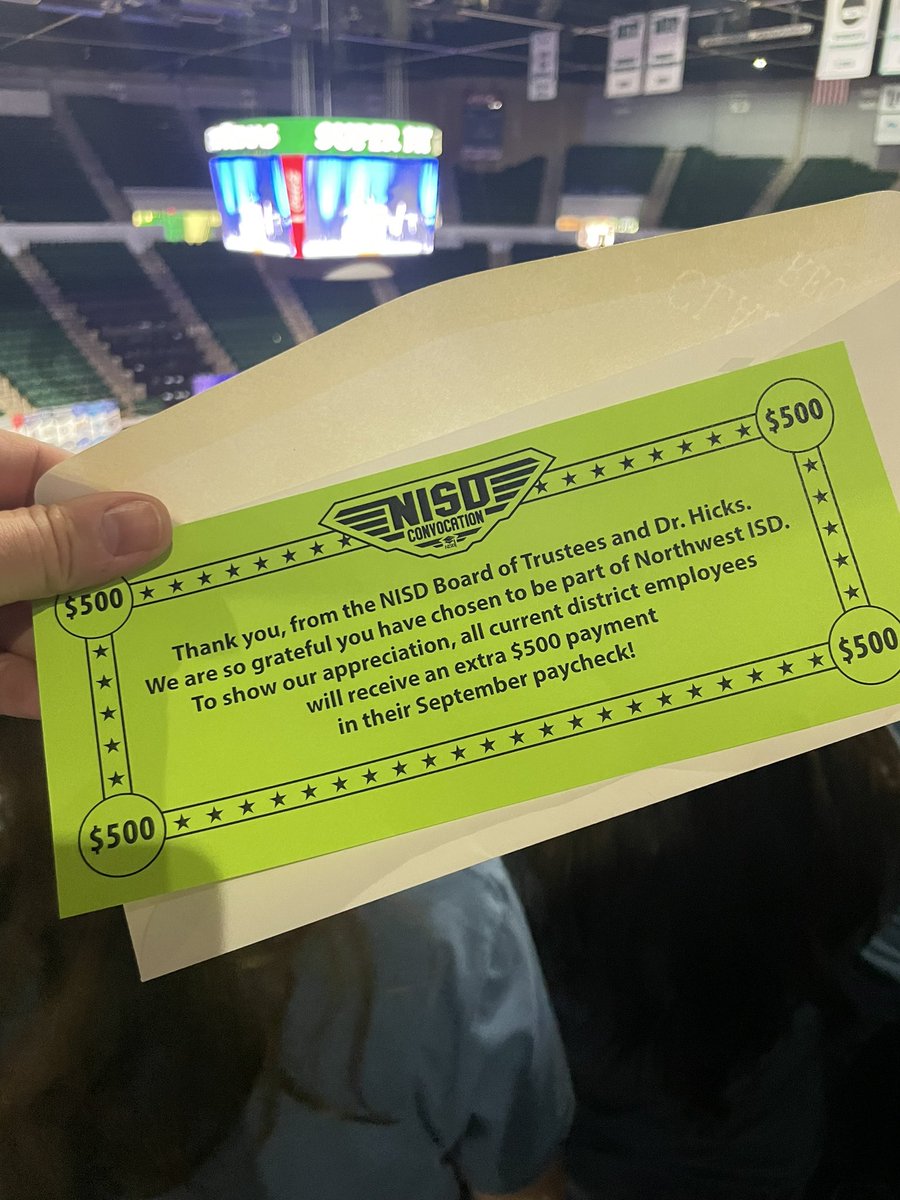 SUPER
$500
NISD
CONVOCATION
Thank you, from the NISD Board of Trustees and Dr. Hicks.
We are so grateful you have chosen to be part of Northwest ISD.
To show our appreciation, all current district employees
will receive an extra $500 payment
in their September paycheck!
$500
$500
$500